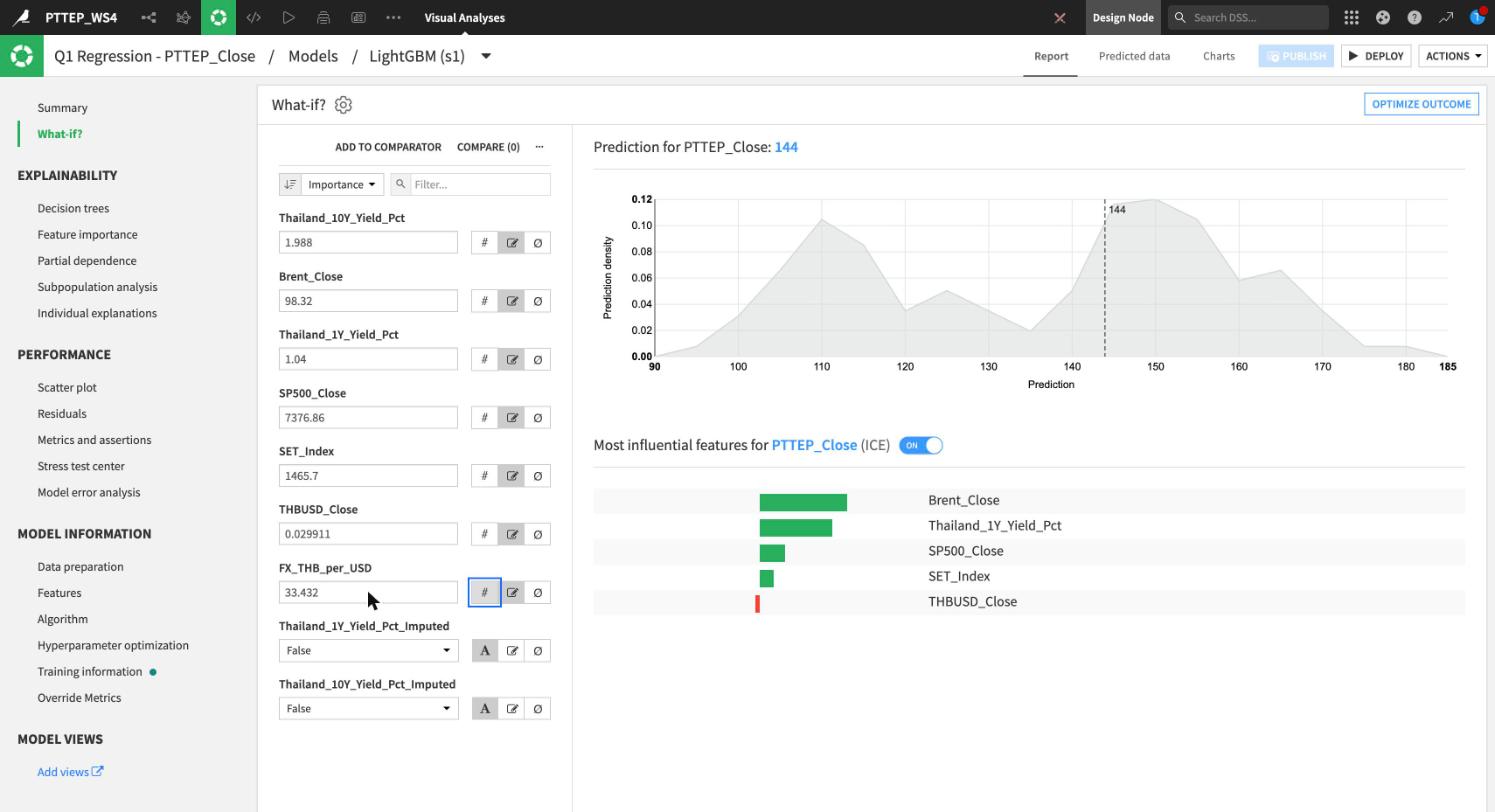 PTTEP_WS4
Visual Analyses
Design Node
Search DSS...
Q1 Regression - PTTEP_Close / Models / LightGBM (s1)
Report
Predicted data
Charts
PUBLISH
DEPLOY
ACTIONS
Summary
What-if?
EXPLAINABILITY
Decision trees
Feature importance
Partial dependence
Subpopulation analysis
Individual explanations
PERFORMANCE
Scatter plot
Residuals
Metrics and assertions
Stress test center
Model error analysis
MODEL INFORMATION
Data preparation
Features
Algorithm
Hyperparameter optimization
Training information
Override Metrics
MODEL VIEWS
Add views
What-if?
OPTIMIZE OUTCOME
ADD TO COMPARATOR COMPARE (0) ...
Importance
Filter...
Thailand_10Y_Yield_Pct
1.988 # Ø
Brent_Close
98.32 # Ø
Thailand_1Y_Yield_Pct
1.04 # Ø
SP500_Close
7376.86 # Ø
SET_Index
1465.7 # Ø
THBUSD_Close
0.029911 # Ø
FX_THB_per_USD
33.432 # Ø
Thailand_1Y_Yield_Pct_Imputed
False A Ø
Thailand_10Y_Yield_Pct_Imputed
False A Ø
Prediction for PTTEP_Close: 144
Prediction density
0.12
0.10
0.08
0.06
0.04
0.02
0.00
144
90 100 110 120 130 140 150 160 170 180 185
Prediction
Most influential features for PTTEP_Close (ICE) ON
Brent_Close
Thailand_1Y_Yield_Pct
SP500_Close
SET_Index
THBUSD_Close